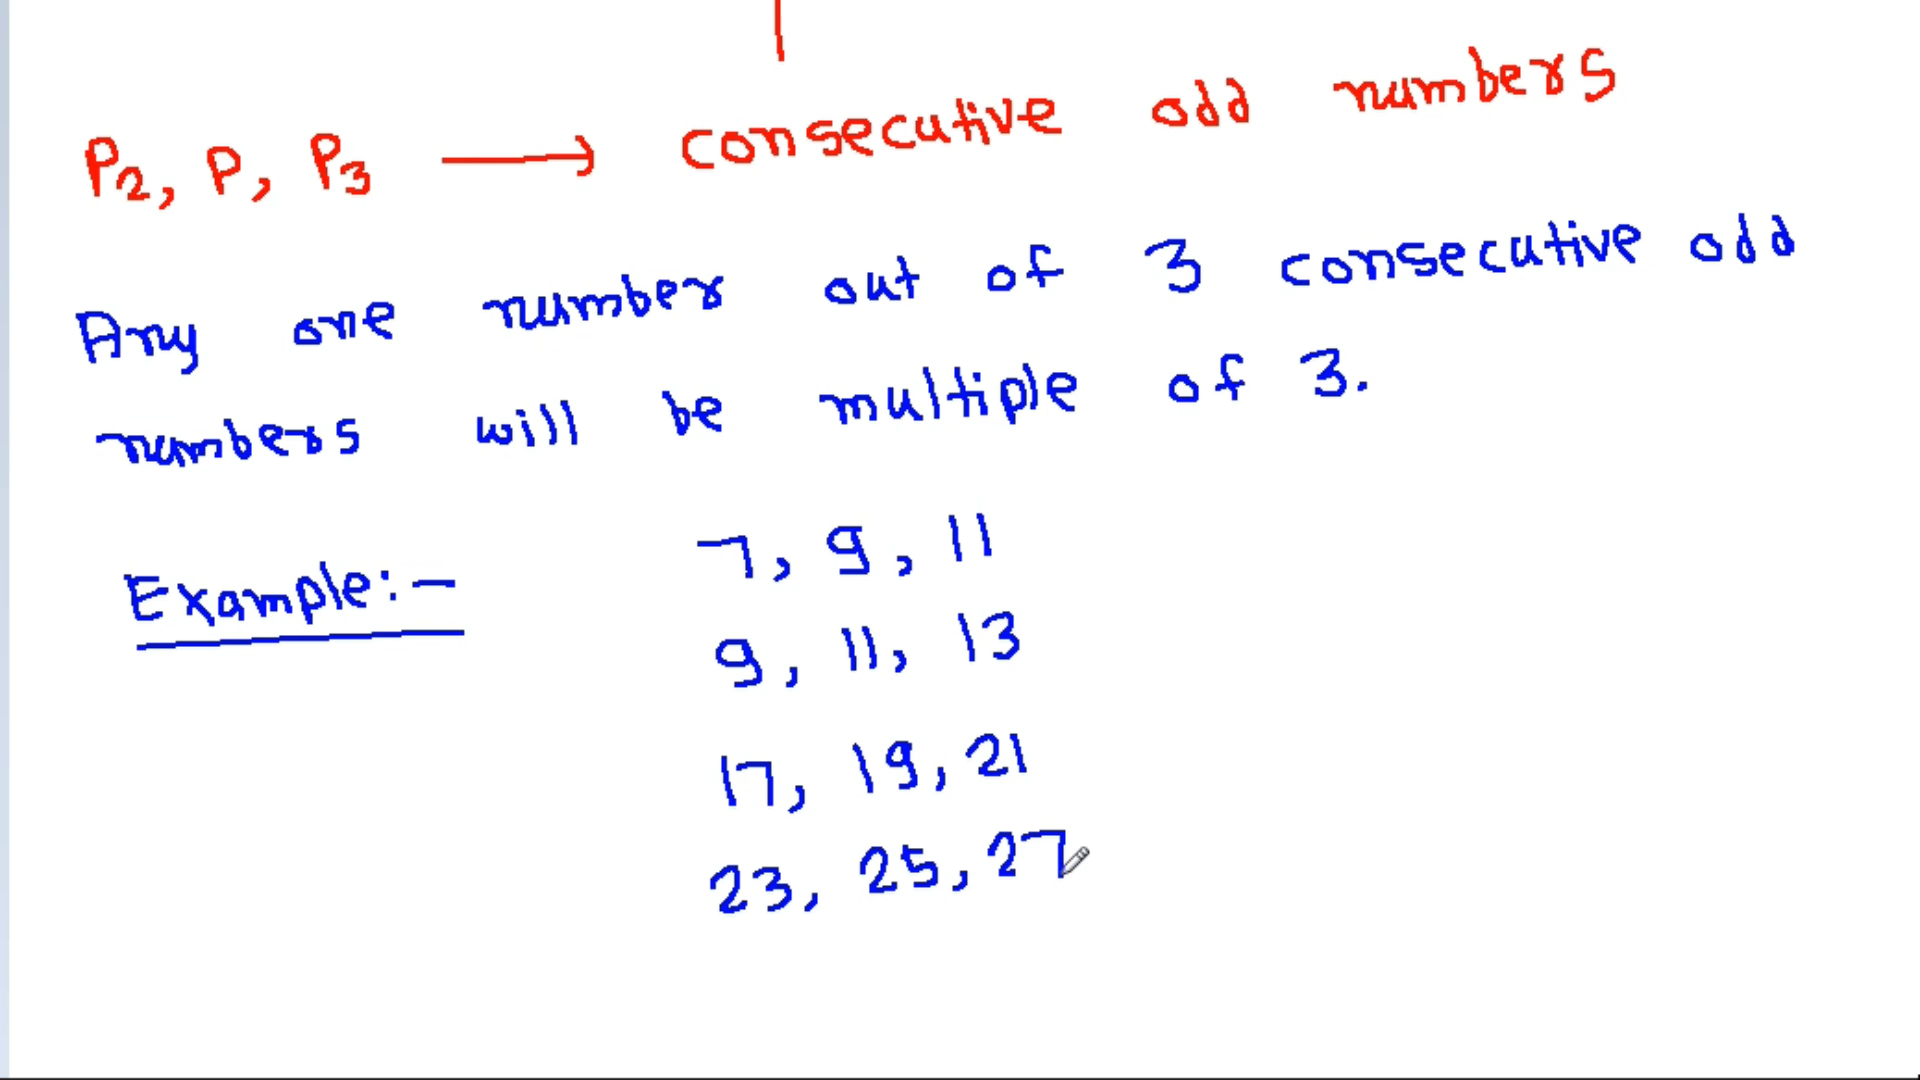 P2, P, P3 → consecutive odd numbers
Any one number out of 3 consecutive odd
numbers will be multiple of 3.
Example:-
7, 9, 11
9, 11, 13
17, 19, 21
23, 25, 27